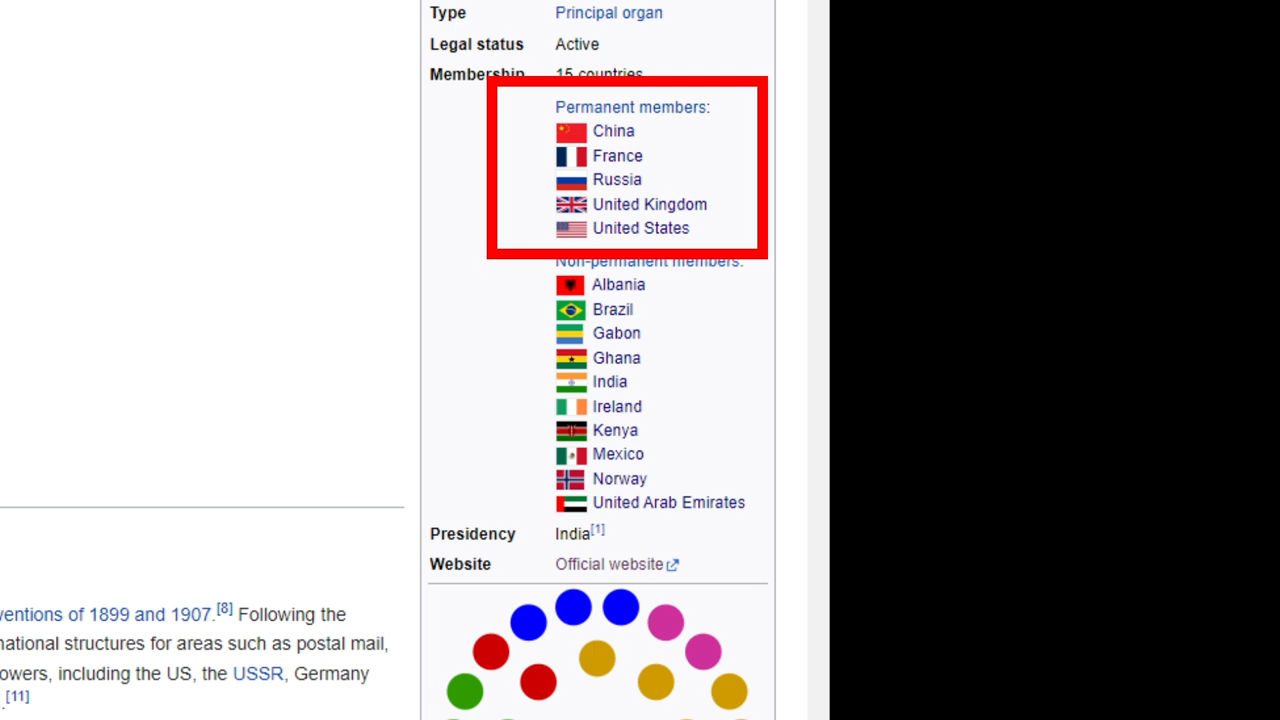 Type Principal organ
Legal status Active
Membership 15 countries
Permanent members:
China
France
Russia
United Kingdom
United States
Non-permanent members:
Albania
Brazil
Gabon
Ghana
India
Ireland
Kenya
Mexico
Norway
United Arab Emirates
Presidency India[1]
Website Official website
ventions of 1899 and 1907.[8] Following the
national structures for areas such as postal mail,
owers, including the US, the USSR, Germany
.[11]